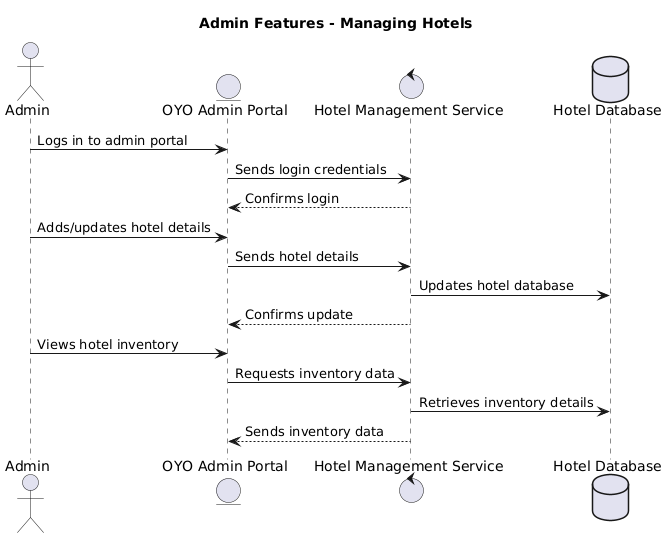 Admin Features - Managing Hotels
Admin
OYO Admin Portal
Hotel Management Service
Hotel Database
Logs in to admin portal
Sends login credentials
Confirms login
Adds/updates hotel details
Sends hotel details
Updates hotel database
Confirms update
Views hotel inventory
Requests inventory data
Retrieves inventory details
Sends inventory data
Admin
OYO Admin Portal
Hotel Management Service
Hotel Database